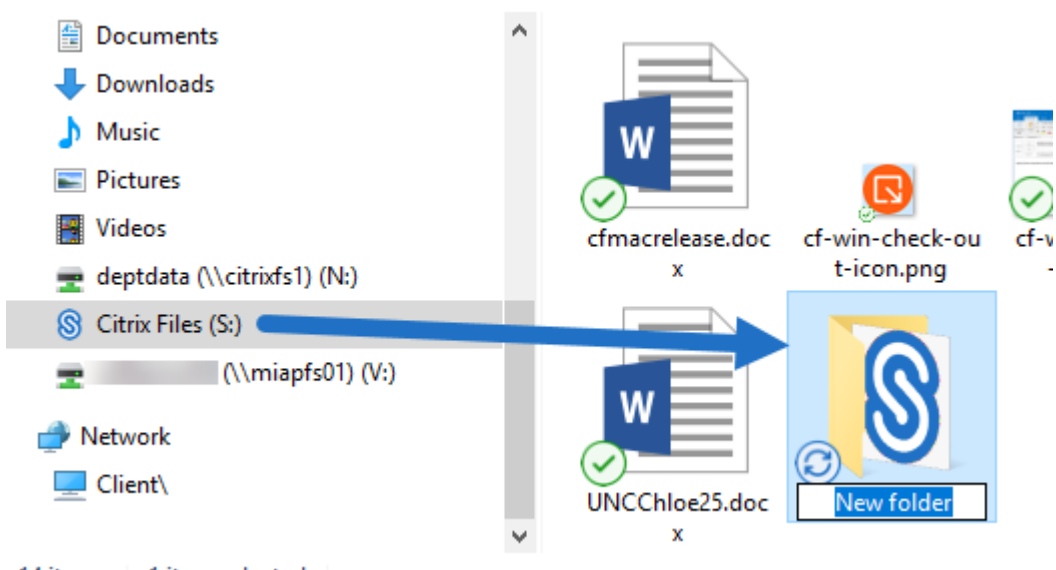 Documents
Downloads
Music
Pictures
Videos
deptdata (\\citrixfs1) (N:)
Citrix Files (S:)
(\\miapfs01) (V:)
Network
Client\
W
cfmacrelease.doc
x
cf-win-check-ou
t-icon.png
W
UNCChloe25.doc
x
New folder